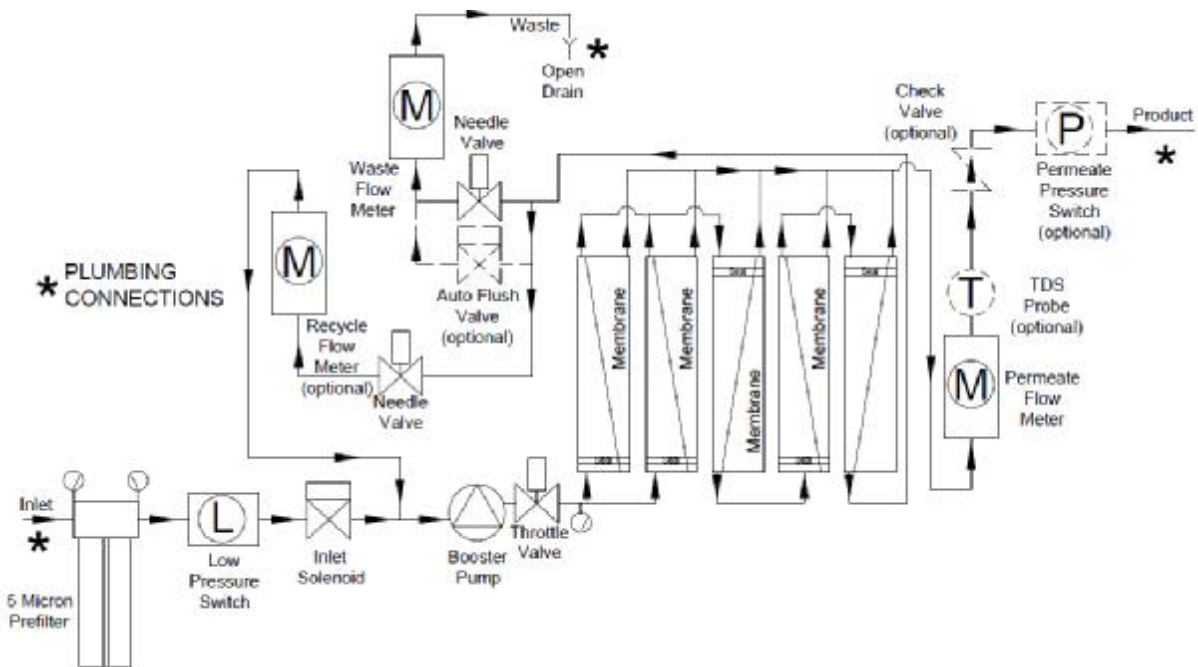 Waste
*
Open
Drain
M
Needle
Valve
Waste
Flow
Meter
Check
Valve
(optional)
P
Product
*
Permeate
Pressure
Switch
(optional)
M
* PLUMBING
CONNECTIONS
Auto Flush
Valve
(optional)
Recycle
Flow
Meter
(optional)
Needle
Valve
Membrane
Membrane
Membrane
Membrane
T
TDS
Probe
(optional)
M
Permeate
Flow
Meter
Inlet
*
L
Low
Pressure
Switch
Inlet
Solenoid
Booster
Pump
Throttle
Valve
5 Micron
Prefilter